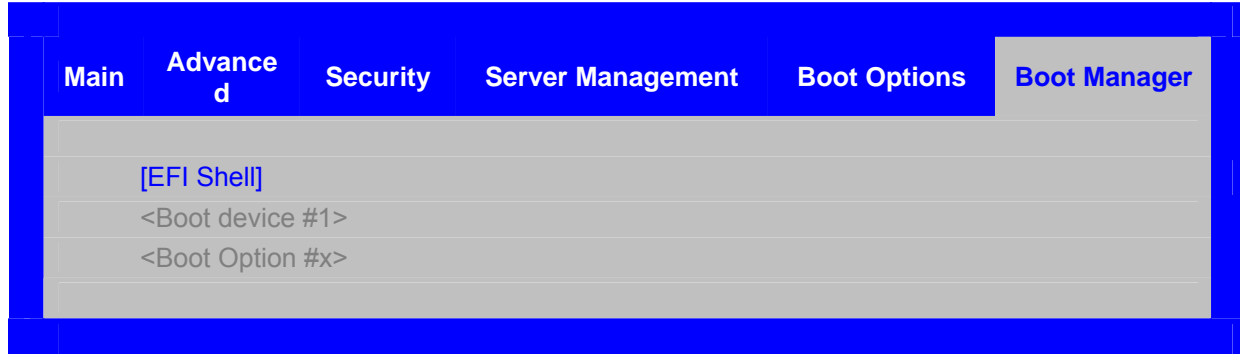 Main Advance
d Security Server Management Boot Options Boot Manager
[EFI Shell]
<Boot device #1>
<Boot Option #x>